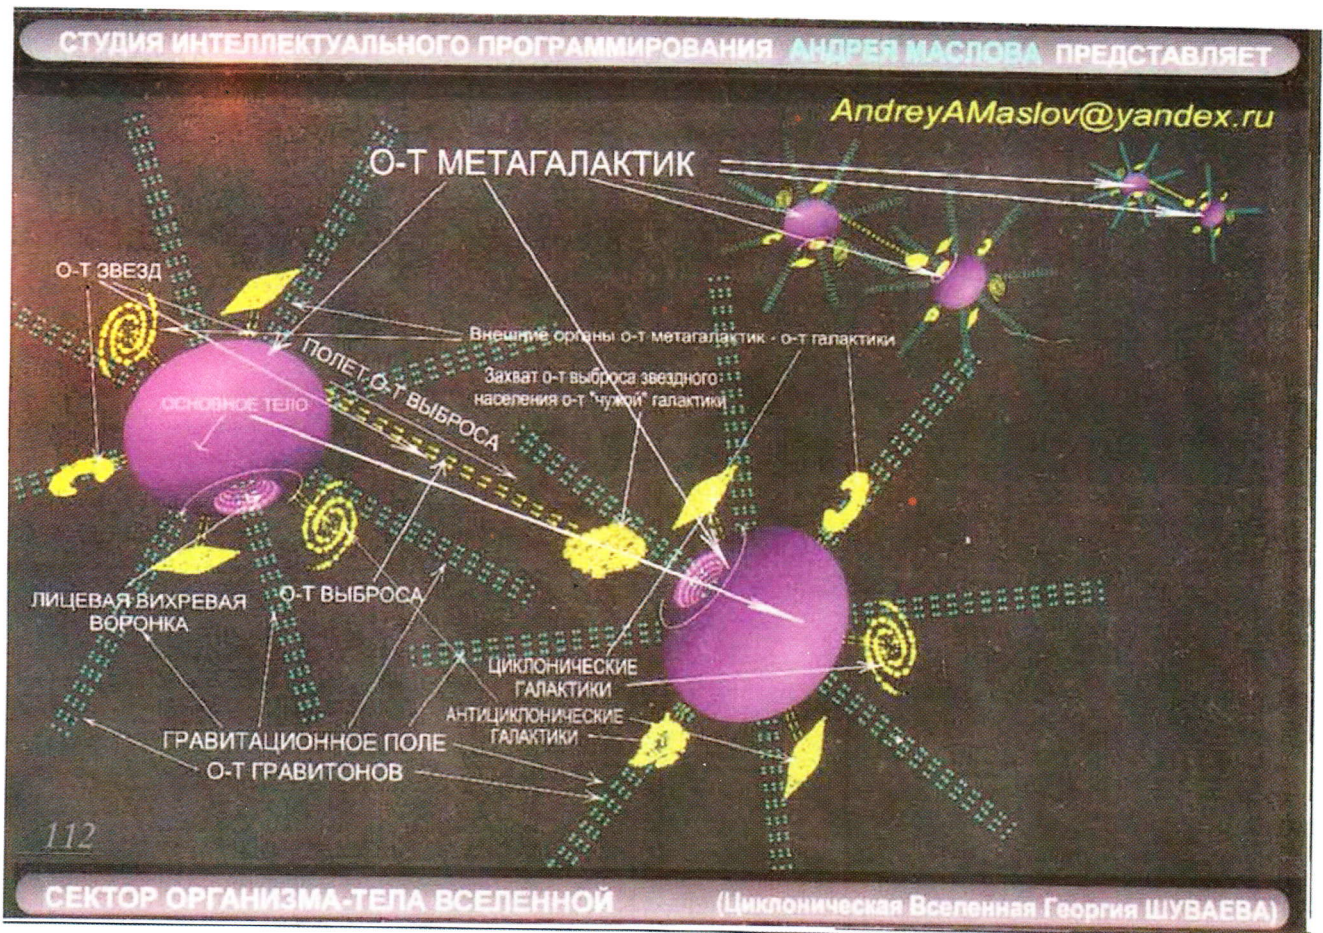 СТУДИЯ ИНТЕЛЛЕКТУАЛЬНОГО ПРОГРАММИРОВАНИЯ АНДРЕЯ МАСЛОВА ПРЕДСТАВЛЯЕТ
AndreyAMaslov@yandex.ru
О-Т МЕТАГАЛАКТИК
О-Т ЗВЕЗД
Внешние органы о-т метагалактик - о-т галактики
ПОЛЕТ О-Т ВЫБРОСА
Захват о-т выброса звездного
населения о-т "чужой" галактики
ОСНОВНОЕ ТЕЛО
ЛИЦЕВАЯ ВИХРЕВАЯ
ВОРОНКА
О-Т ВЫБРОСА
ЦИКЛОНИЧЕСКИЕ
ГАЛАКТИКИ
АНТИЦИКЛОНИЧЕСКИЕ
ГАЛАКТИКИ
ГРАВИТАЦИОННОЕ ПОЛЕ
О-Т ГРАВИТОНОВ
112
СЕКТОР ОРГАНИЗМА-ТЕЛА ВСЕЛЕННОЙ (Циклоническая Вселенная Георгия ШУВАЕВА)